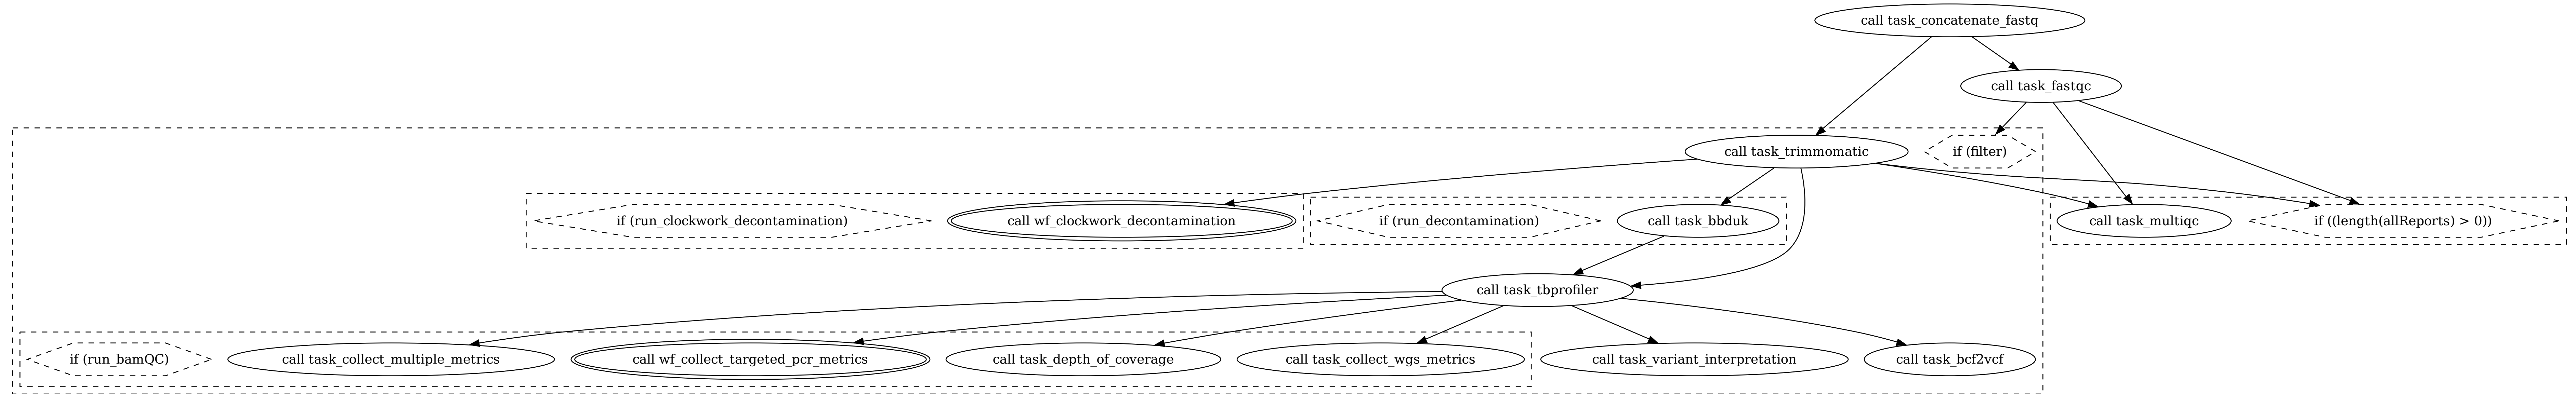 call task_concatenate_fastq
call task_fastqc
call task_trimmomatic
if (filter)
if (run_clockwork_decontamination)
call wf_clockwork_decontamination
if (run_decontamination)
call task_bbduk
call task_multiqc
if ((length(allReports) > 0))
call task_tbprofiler
if (run_bamQC)
call task_collect_multiple_metrics
call wf_collect_targeted_pcr_metrics
call task_depth_of_coverage
call task_collect_wgs_metrics
call task_variant_interpretation
call task_bcf2vcf